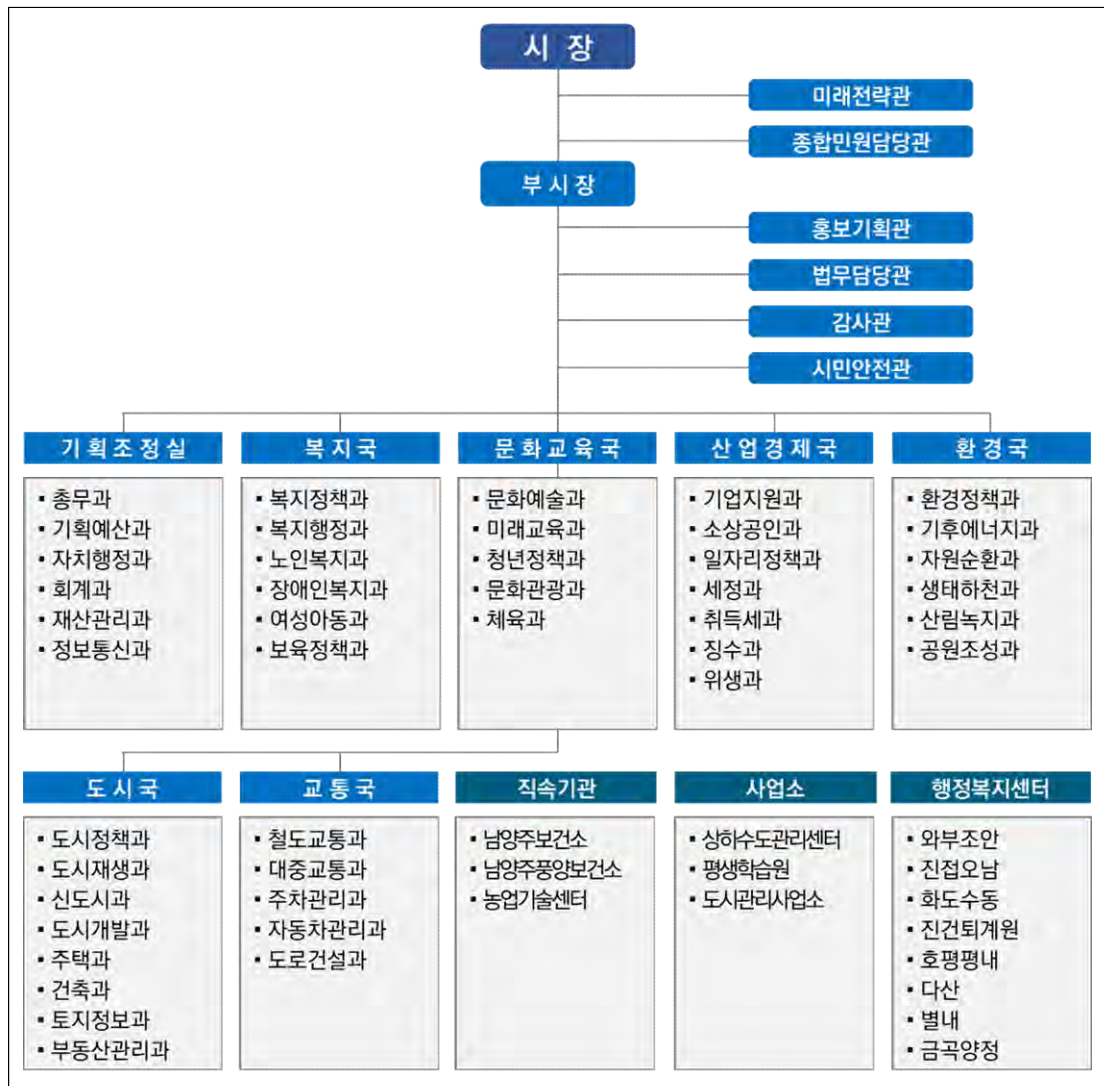 시 장
미래전략관
종합민원담당관
부 시 장
홍보기획관
법무담당관
감사관
시민안전관
기 획 조 정 실
▪ 총무과
▪ 기획예산과
▪ 자치행정과
▪ 회계과
▪ 재산관리과
▪ 정보통신과
복 지 국
▪ 복지정책과
▪ 복지행정과
▪ 노인복지과
▪ 장애인복지과
▪ 여성아동과
▪ 보육정책과
문 화 교 육 국
▪ 문화예술과
▪ 미래교육과
▪ 청년정책과
▪ 문화관광과
▪ 체육과
산 업 경 제 국
▪ 기업지원과
▪ 소상공인과
▪ 일자리정책과
▪ 세정과
▪ 취득세과
▪ 징수과
▪ 위생과
환 경 국
▪ 환경정책과
▪ 기후에너지과
▪ 자원순환과
▪ 생태하천과
▪ 산림녹지과
▪ 공원조성과
도 시 국
▪ 도시정책과
▪ 도시재생과
▪ 신도시과
▪ 도시개발과
▪ 주택과
▪ 건축과
▪ 토지정보과
▪ 부동산관리과
교 통 국
▪ 철도교통과
▪ 대중교통과
▪ 주차관리과
▪ 자동차관리과
▪ 도로건설과
직속기관
▪ 남양주보건소
▪ 남양주풍양보건소
▪ 농업기술센터
사업소
▪ 상하수도관리센터
▪ 평생학습원
▪ 도시관리사업소
행정복지센터
▪ 와부조안
▪ 진접오남
▪ 화도수동
▪ 진건퇴계원
▪ 호평평내
▪ 다산
▪ 별내
▪ 금곡양정